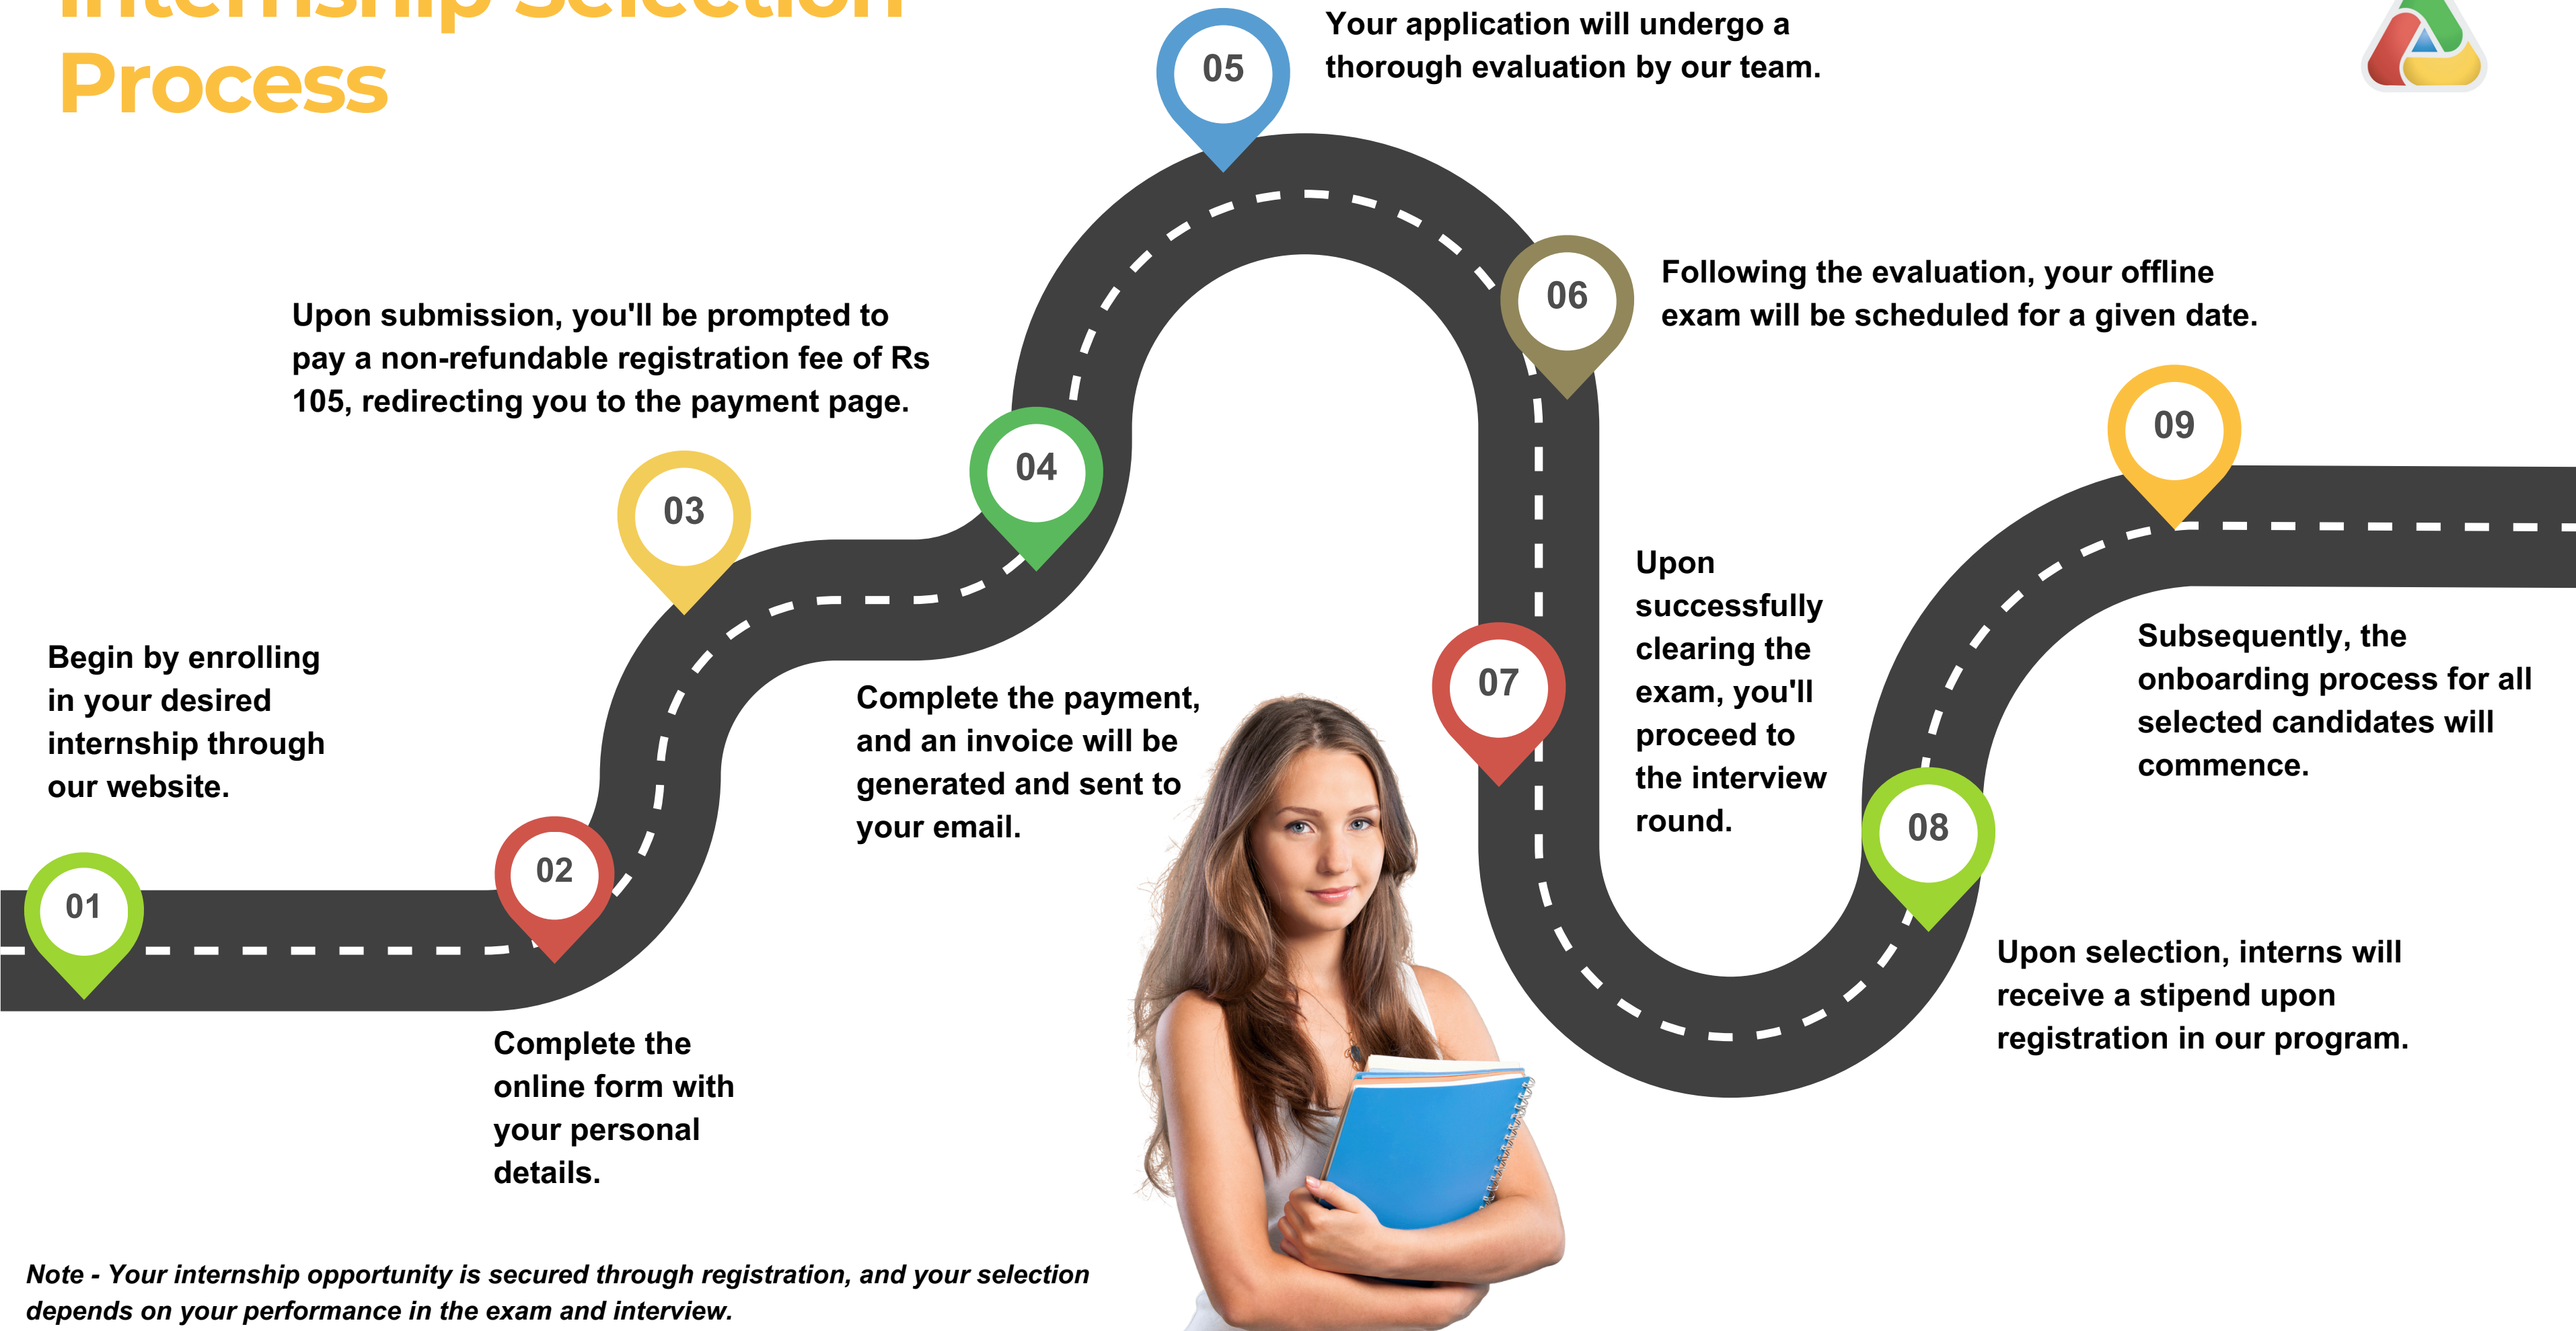 Internship Selection
Process
05
Your application will undergo a
thorough evaluation by our team.
06
Following the evaluation, your offline
exam will be scheduled for a given date.
Upon submission, you'll be prompted to
pay a non-refundable registration fee of Rs
105, redirecting you to the payment page.
03
04
09
Begin by enrolling
in your desired
internship through
our website.
01
02
Complete the payment,
and an invoice will be
generated and sent to
your email.
07
Upon
successfully
clearing the
exam, you'll
proceed to
the interview
round.
08
Subsequently, the
onboarding process for all
selected candidates will
commence.
Upon selection, interns will
receive a stipend upon
registration in our program.
Complete the
online form with
your personal
details.
Note - Your internship opportunity is secured through registration, and your selection
depends on your performance in the exam and interview.